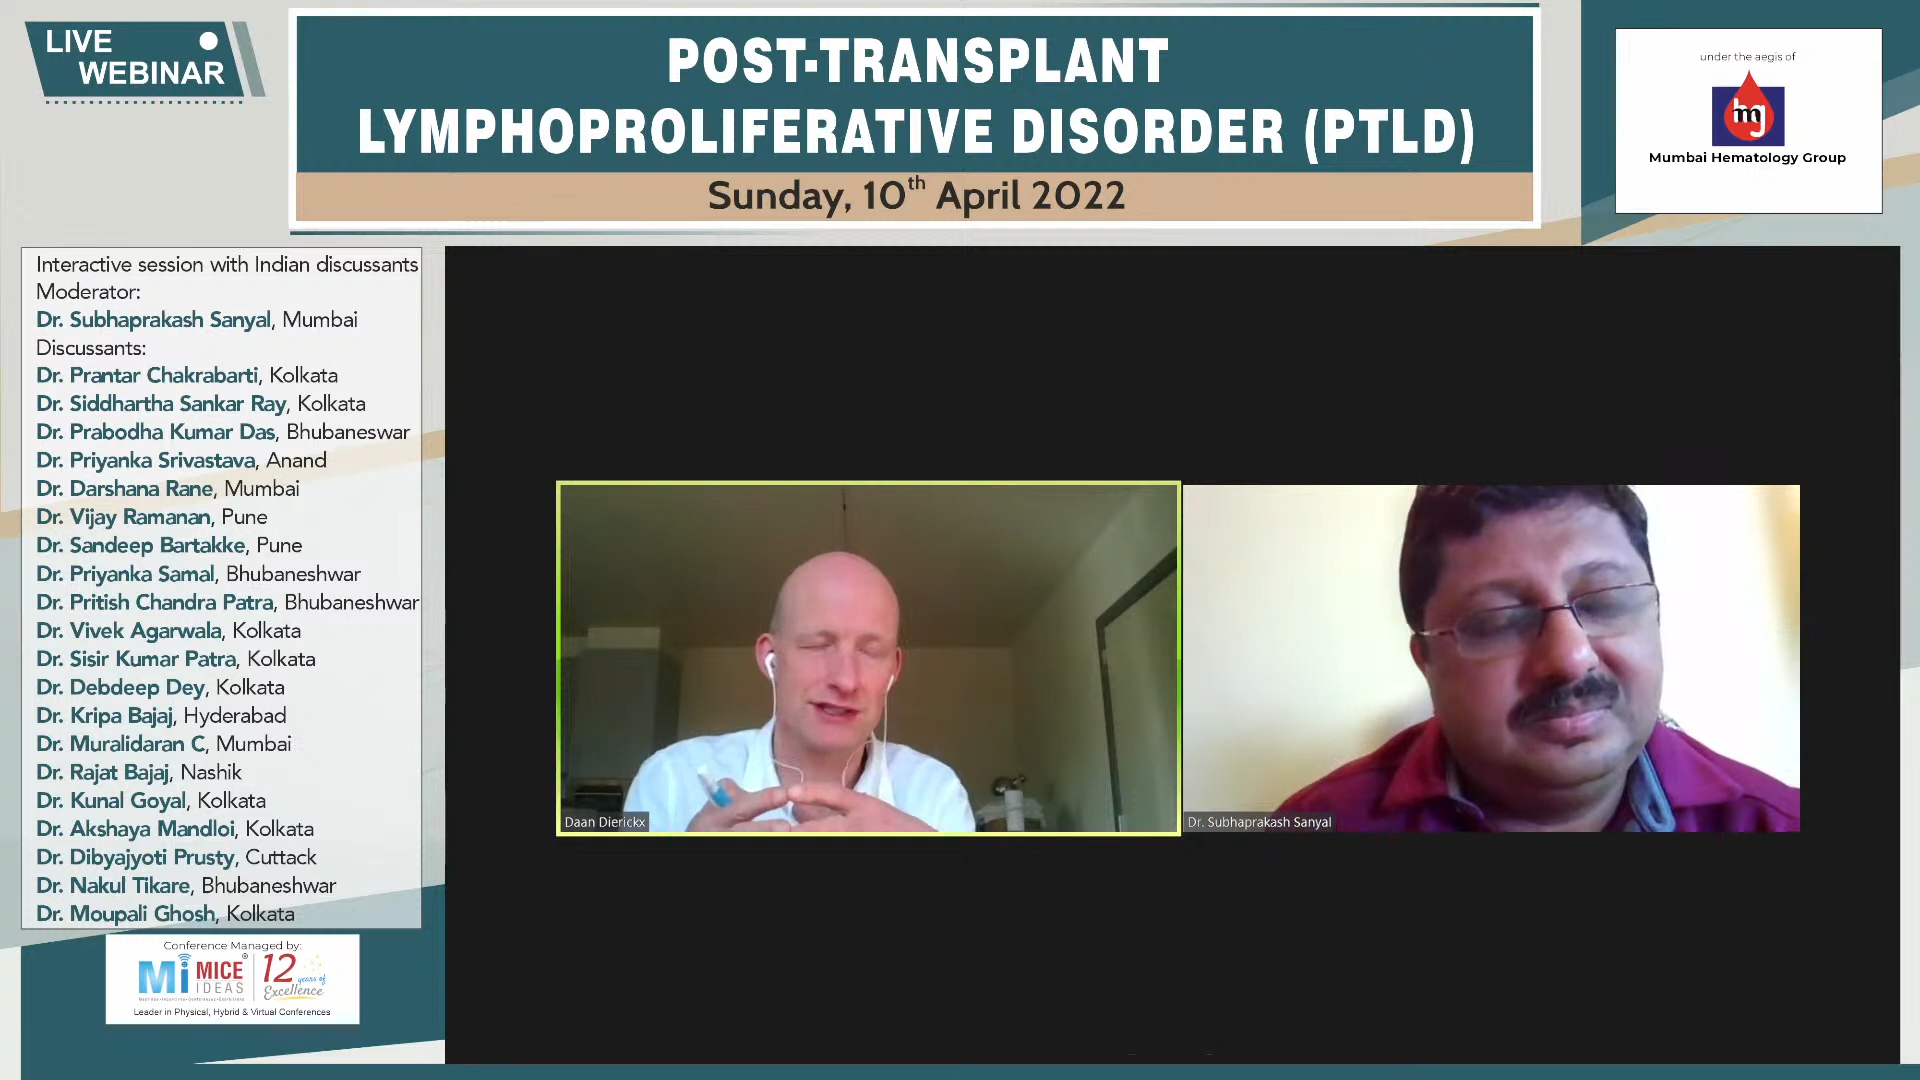 LIVE
WEBINAR
POST-TRANSPLANT
LYMPHOPROLIFERATIVE DISORDER (PTLD)
Sunday, 10th April 2022
under the aegis of
mg
Mumbai Hematology Group
Interactive session with Indian discussants
Moderator:
Dr. Subhaprakash Sanyal, Mumbai
Discussants:
Dr. Prantar Chakrabarti, Kolkata
Dr. Siddhartha Sankar Ray, Kolkata
Dr. Prabodha Kumar Das, Bhubaneswar
Dr. Priyanka Srivastava, Anand
Dr. Darshana Rane, Mumbai
Dr. Vijay Ramanan, Pune
Dr. Sandeep Bartakke, Pune
Dr. Priyanka Samal, Bhubaneshwar
Dr. Pritish Chandra Patra, Bhubaneshwar
Dr. Vivek Agarwala, Kolkata
Dr. Sisir Kumar Patra, Kolkata
Dr. Debdeep Dey, Kolkata
Dr. Kripa Bajaj, Hyderabad
Dr. Muralidaran C, Mumbai
Dr. Rajat Bajaj, Nashik
Dr. Kunal Goyal, Kolkata
Dr. Akshaya Mandloi, Kolkata
Dr. Dibyajyoti Prusty, Cuttack
Dr. Nakul Tikare, Bhubaneshwar
Dr. Moupali Ghosh, Kolkata
Daan Dierickx
Dr. Subhaprakash Sanyal
Conference Managed by:
Mi MICE IDEAS
12 years of Excellence
Leader in Physical, Hybrid & Virtual Conferences